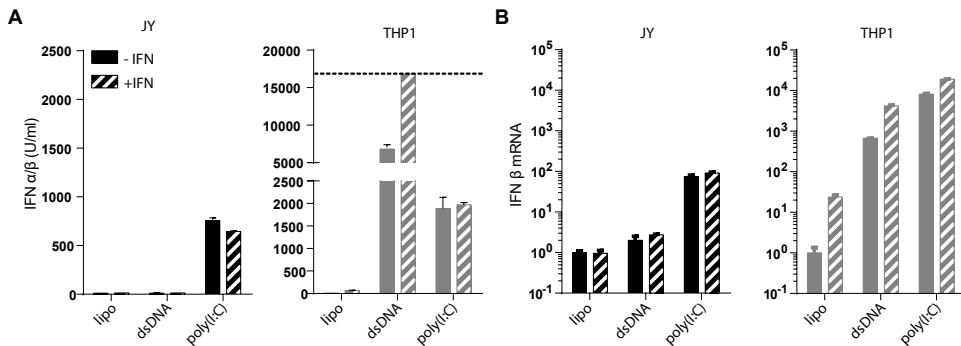 A
B
JY
THP1
JY
THP1
IFN α/β (U/ml)
2500
2000
1500
1000
500
0
- IFN
+IFN
lipo
dsDNA
poly(I:C)
20000
15000
10000
5000
2500
2000
1500
1000
500
0
lipo
dsDNA
poly(I:C)
IFN β mRNA
10^5
10^4
10^3
10^2
10^1
10^0
10^-1
lipo
dsDNA
poly(I:C)
10^5
10^4
10^3
10^2
10^1
10^0
10^-1
lipo
dsDNA
poly(I:C)